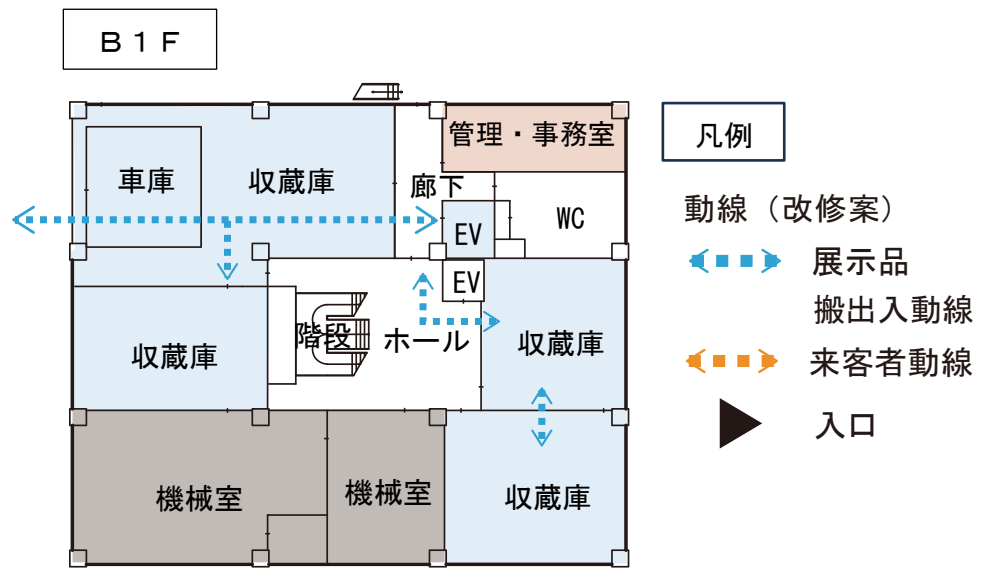 B1F
管理・事務室
凡例
車庫
収蔵庫
廊下
WC
EV
動線（改修案）
展示品
搬出入動線
EV
収蔵庫
階段
ホール
収蔵庫
来客者動線
入口
機械室
機械室
収蔵庫